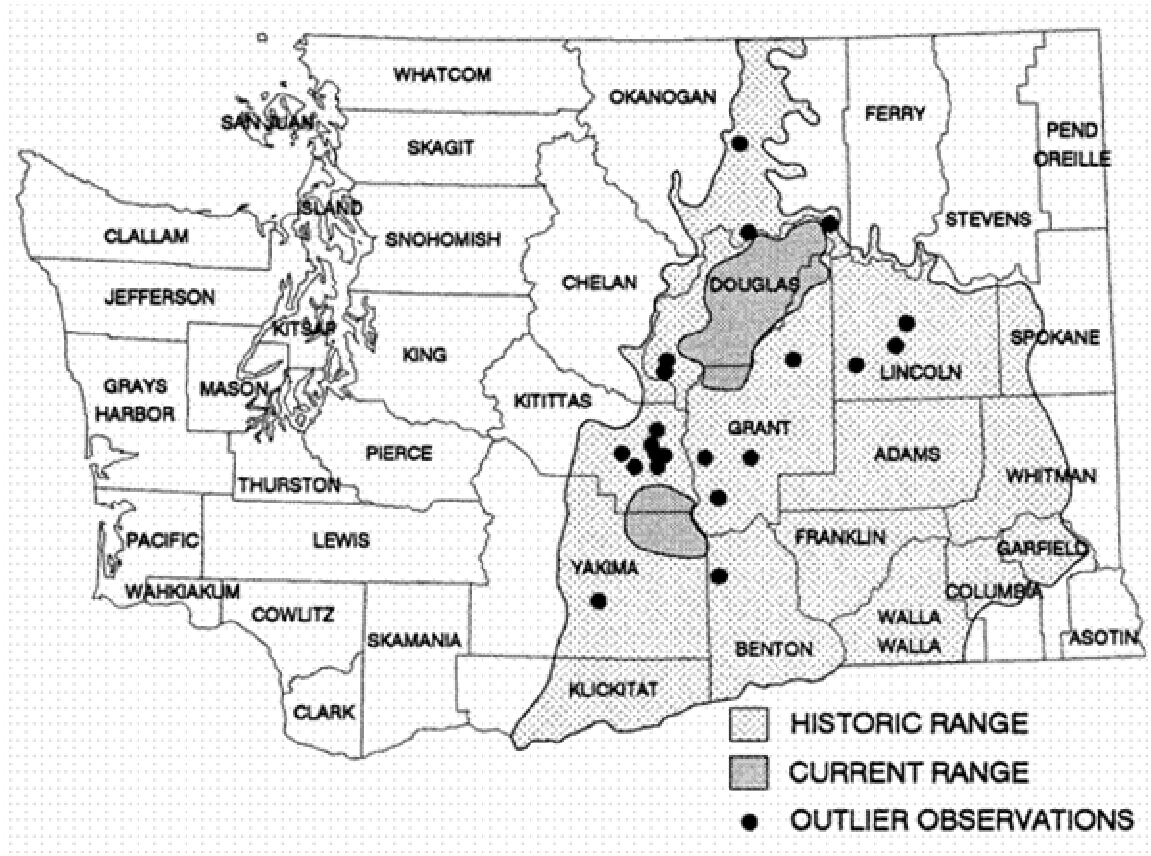 WHATCOM
OKANOGAN
FERRY
PEND
OREILLE
SAN JUAN
SKAGIT
ISLAND
STEVENS
CLALLAM
SNOHOMISH
CHELAN
DOUGLAS
JEFFERSON
KITSAP
KING
SPOKANE
LINCOLN
GRAYS
HARBOR
MASON
KITITTAS
GRANT
PIERCE
ADAMS
WHITMAN
THURSTON
PACIFIC
LEWIS
FRANKLIN
GARFIELD
YAKIMA
WAHKIAKUM
COLUMBIA
COWLITZ
SKAMANIA
WALLA
WALLA
ASOTIN
BENTON
KLICKITAT
CLARK
HISTORIC RANGE
CURRENT RANGE
OUTLIER OBSERVATIONS